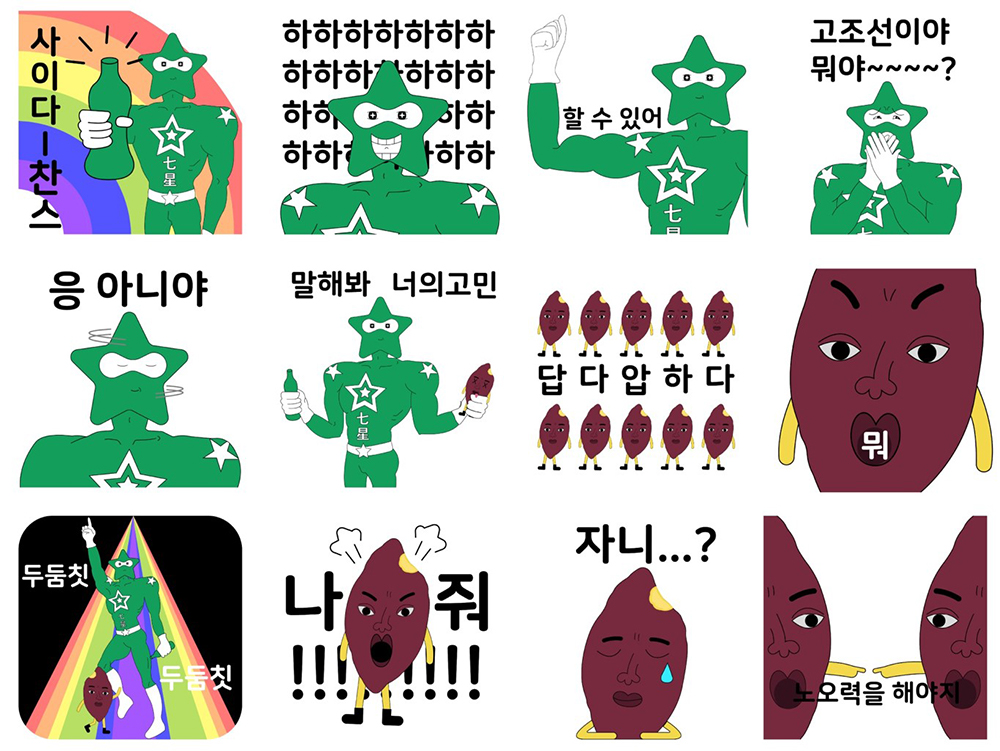 사이다-찬스
七星
하하하하하하하
하하하하하하하
하하하하하
하하하하하
할 수 있어
七星
고조선이야
뭐야~~~~?
七
응 아니야
말해봐 너의고민
七星
답 다 압 하 다
뭐
두둠칫
두둠칫
나 줘
!!!!!!!!
자니...?
노오력을 해야지